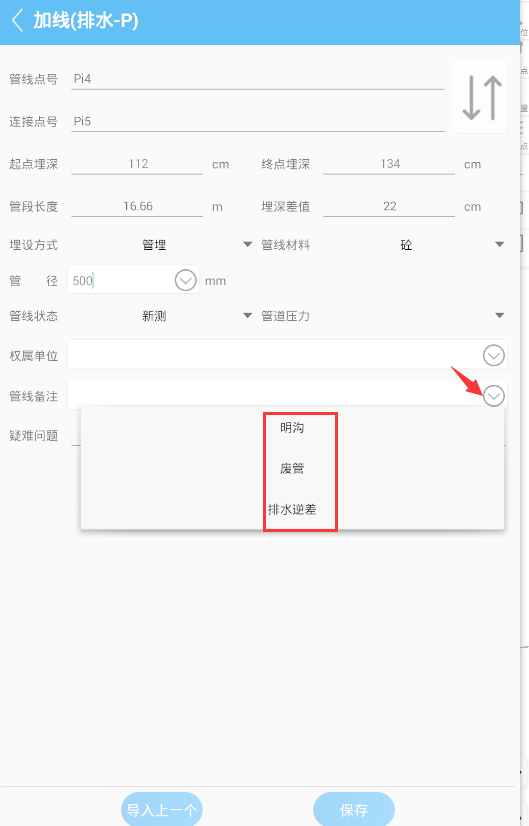 加线(排水-P)
管线点号 Pi4
连接点号 Pi5
起点埋深 112 cm 终点埋深 134 cm
管段长度 16.66 m 埋深差值 22 cm
埋设方式 管埋 管线材料 砼
管 径 500 mm
管线状态 新测 管道压力
权属单位
管线备注
明沟
疑难问题
废管
排水逆差
导入上一个 保存
位
点
量
点